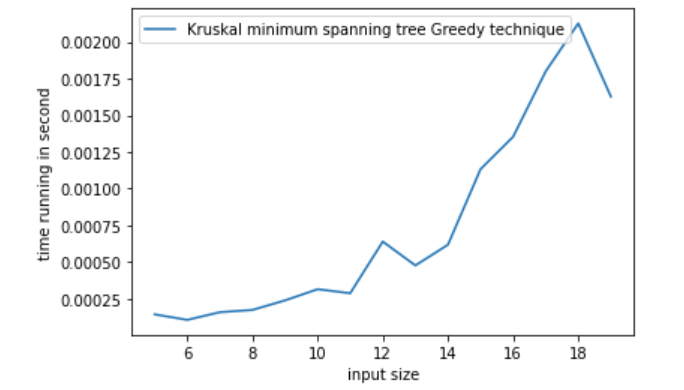 Kruskal minimum spanning tree Greedy technique
0.00200
0.00175
0.00150
0.00125
0.00100
0.00075
0.00050
0.00025
time running in second
6 8 10 12 14 16 18
input size